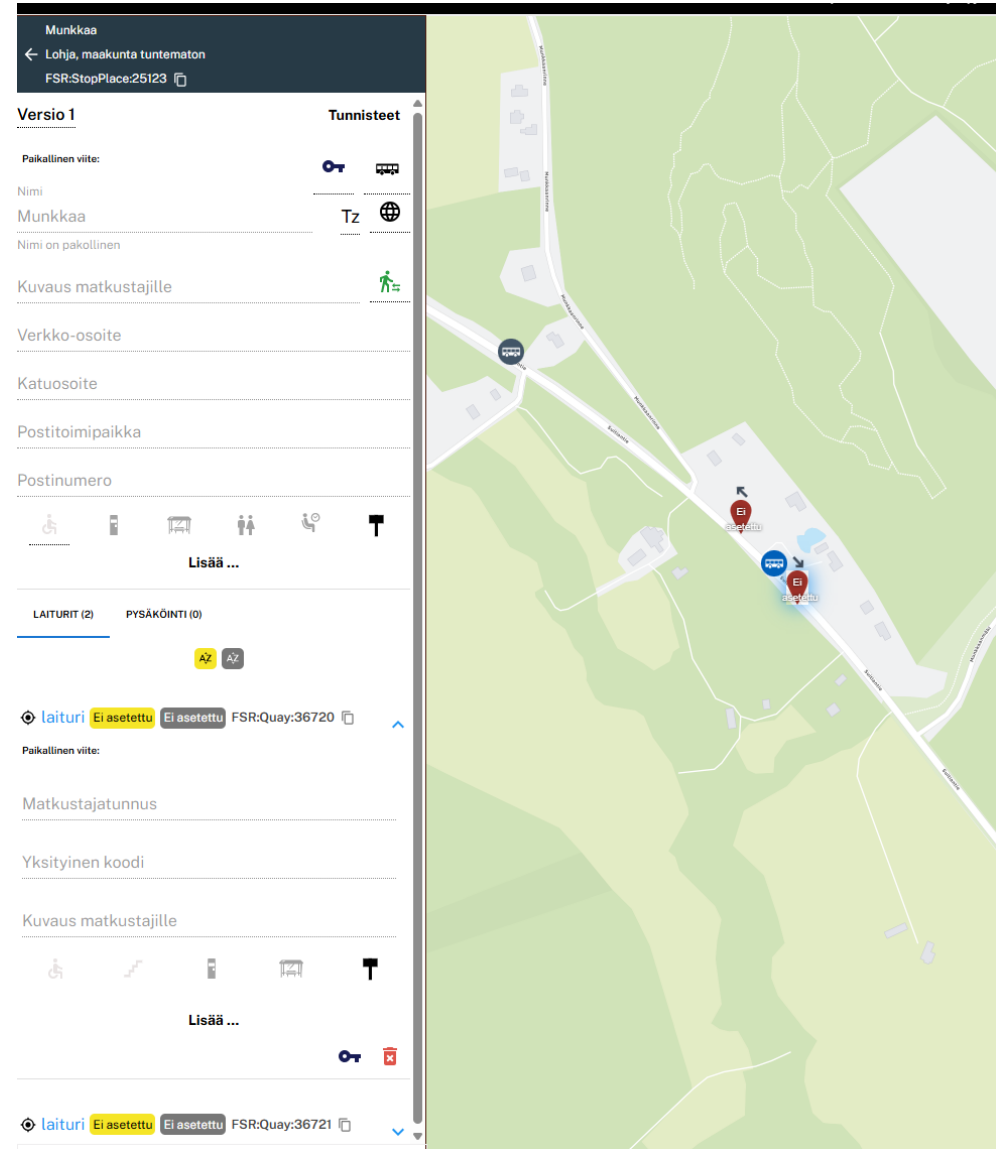 Munkkaa
Lohja, maakunta tuntematon
FSR:StopPlace:25123
Versio 1
Tunnisteet
Paikallinen viite:
Nimi
Munkkaa
Tz
Nimi on pakollinen
Kuvaus matkustajille
Verkko-osoite
Katuosoite
Postitoimipaikka
Postinumero
Lisää ...
LAITURIT (2) PYSÄKÖINTI (0)
AZ AZ
laituri Ei asetettu Ei asetettu FSR:Quay:36720
Paikallinen viite:
Matkustajatunnus
Yksityinen koodi
Kuvaus matkustajille
Lisää ...
laituri Ei asetettu Ei asetettu FSR:Quay:36721
Ei
asetettu
Ei
asetettu